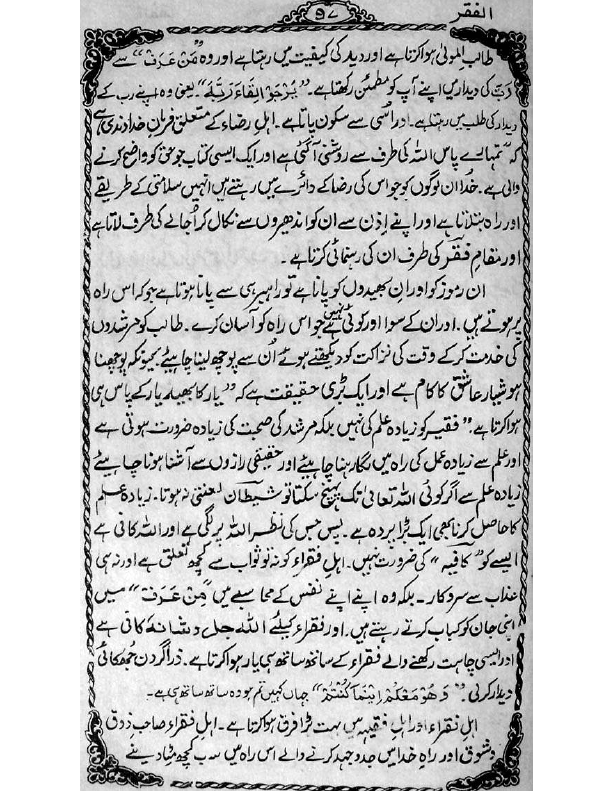 الفقر
۹۷
طالب المولیٰ ہوا کرتا ہے اور دید کی کیفیت میں رہتا ہے اور وہ "مَنْ عَرَفَ" سے
رَبّ کی دیدار میں اپنے آپ کو مطمئن رکھتا ہے۔ "یَرْجُوْ الِقَاءَ رَبِّهٖ" یعنی وہ اپنے رب کے
دیدار کی طلب میں رہتا ہے۔ اور اسی سے سکون پاتا ہے۔ اہلِ رضاء کے متعلق فرمانِ خداوندی ہے
کہ تمہارے پاس اللہ کی طرف سے روشنی آگئی ہے اور ایک ایسی کتاب جو حق کو واضح کرنے
والی ہے۔ خدا ان لوگوں کو جو اس کی رضا کے دائرے میں رہتے ہیں انہیں سلامتی کے طریقے
اور راہ بتلاتا ہے اور اپنے اِذن سے ان کو اندھیروں سے نکال کر اُجالے کی طرف لاتا ہے
اور مقامِ فقر کی طرف ان کی رہنمائی کرتا ہے۔
ان رموز کو اور ان بھیدوں کو پانا ہے تو راہبر ہی سے پانا ہوتا ہے جو کہ اس راہ
پر ہوتے ہیں۔ اور ان کے سوا اور کوئی نہیں ہے جو اس راہ کو آسان کرے۔ طالب کو مرشدوں
کی خدمت کرکے وقت کی نزاکت کو دیکھتے ہوئے اُن سے پوچھ لینا چاہیئے۔ کیونکہ پوچھنا
ہوشیار عاشق کا کام ہے اور ایک بڑی حقیقت ہے کہ "یار کا بھید یار کے پاس ہی
ہوا کرتا ہے۔" فقیر کو زیادہ علم کی نہیں بلکہ مرشد کی صحبت کی زیادہ ضرورت ہوتی ہے
اور علم سے زیادہ عمل کی راہ میں لگا رہنا چاہیئے اور حقیقی رازوں سے آشنا ہونا چاہیئے
زیادہ علم سے اگر کوئی اللہ تعالیٰ تک پہنچ سکتا تو شیطان لعنتی نہ ہوتا۔ زیادہ علم
کا حاصل کرنا بھی ایک بڑا پردہ ہے۔ پس جس کی نظر اللہ پر لگی ہے اور اللہ کافی ہے
ایسے کو "کافیہ" کی ضرورت نہیں۔ اہلِ فقراء کو نہ تو ثواب سے کچھ تعلق ہے اور نہ ہی
عذاب سے سروکار۔ بلکہ وہ اپنے اپنے نفس کے محاسبے میں "مَنْ عَرَفَ" میں
اپنی جان کو کباب کرتے رہتے ہیں۔ اور فقراء کیلئے اللہ جل و شانہ کافی ہے
اور ایسی چاہت رکھنے والے فقراء کے ساتھ ساتھ ہی یار ہوا کرتا ہے۔ ذرا گردن جھکائی
دیدار کرلی "وَهُوَ مَعَكُمْ اَیْنَمَا كُنْتُمْ" جہاں کہیں تم ہو وہ ساتھ ساتھ ہی ہے۔
اہلِ فقراء اور اہلِ فقیہہ میں بہت بڑا فرق ہوا کرتا ہے۔ اہلِ فقراء صاحبِ ذوق
و شوق اور راہِ خدا میں جدوجہد کرنے والے اس راہ میں سب کچھ مٹا دینے